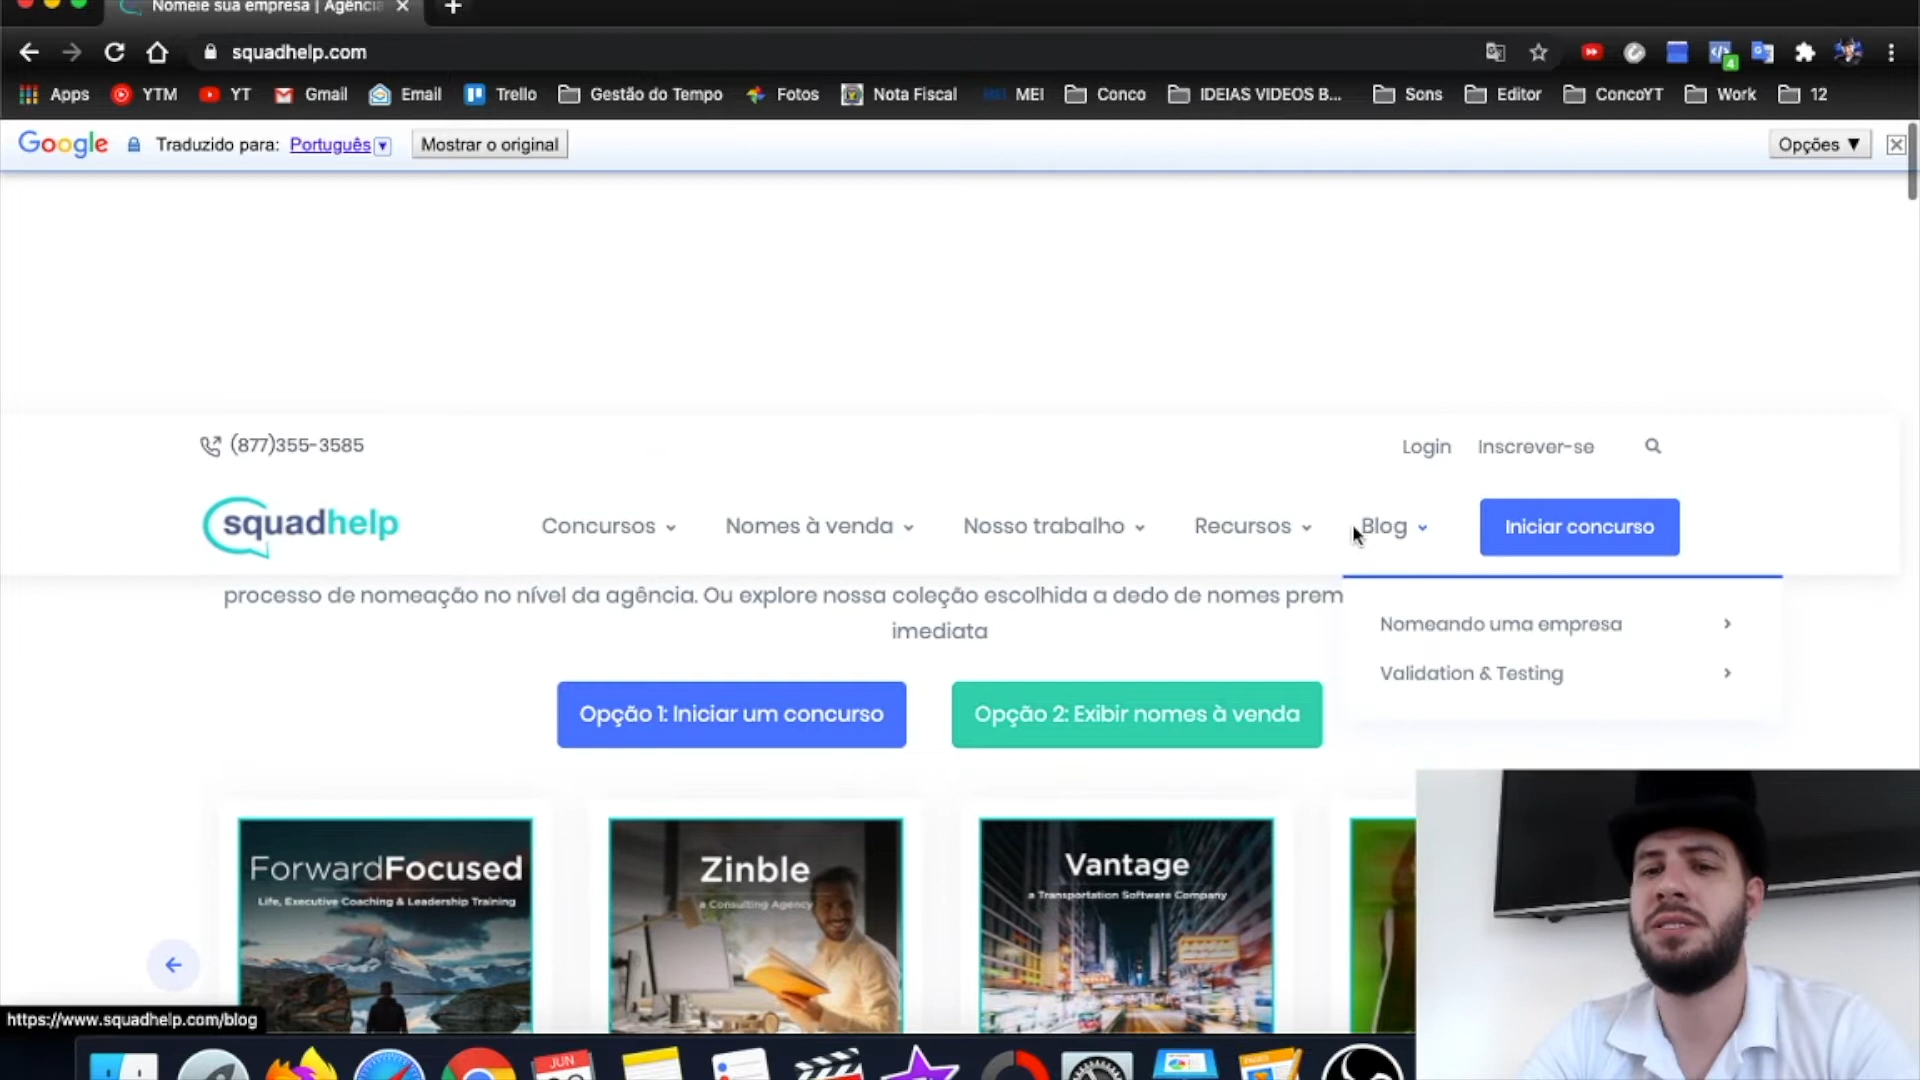 Nomeie sua empresa | Agência
squadhelp.com
Apps YTM YT Gmail Email Trello Gestão do Tempo Fotos Nota Fiscal MEI Conco IDEIAS VIDEOS B... Sons Editor ConcoYT Work 12
Google Traduzido para: Português Mostrar o original Opções ▼
(877)355-3585
Login Inscrever-se
squadhelp Concursos Nomes à venda Nosso trabalho Recursos Blog Iniciar concurso
processo de nomeação no nível da agência. Ou explore nossa coleção escolhida a dedo de nomes prem
imediata
Nomeando uma empresa
Validation & Testing
Opção 1: Iniciar um concurso Opção 2: Exibir nomes à venda
ForwardFocused
Life, Executive Coaching & Leadership Training
Zinble
a Consulting Agency
Vantage
a Transportation Software Company
https://www.squadhelp.com/blog
JUN